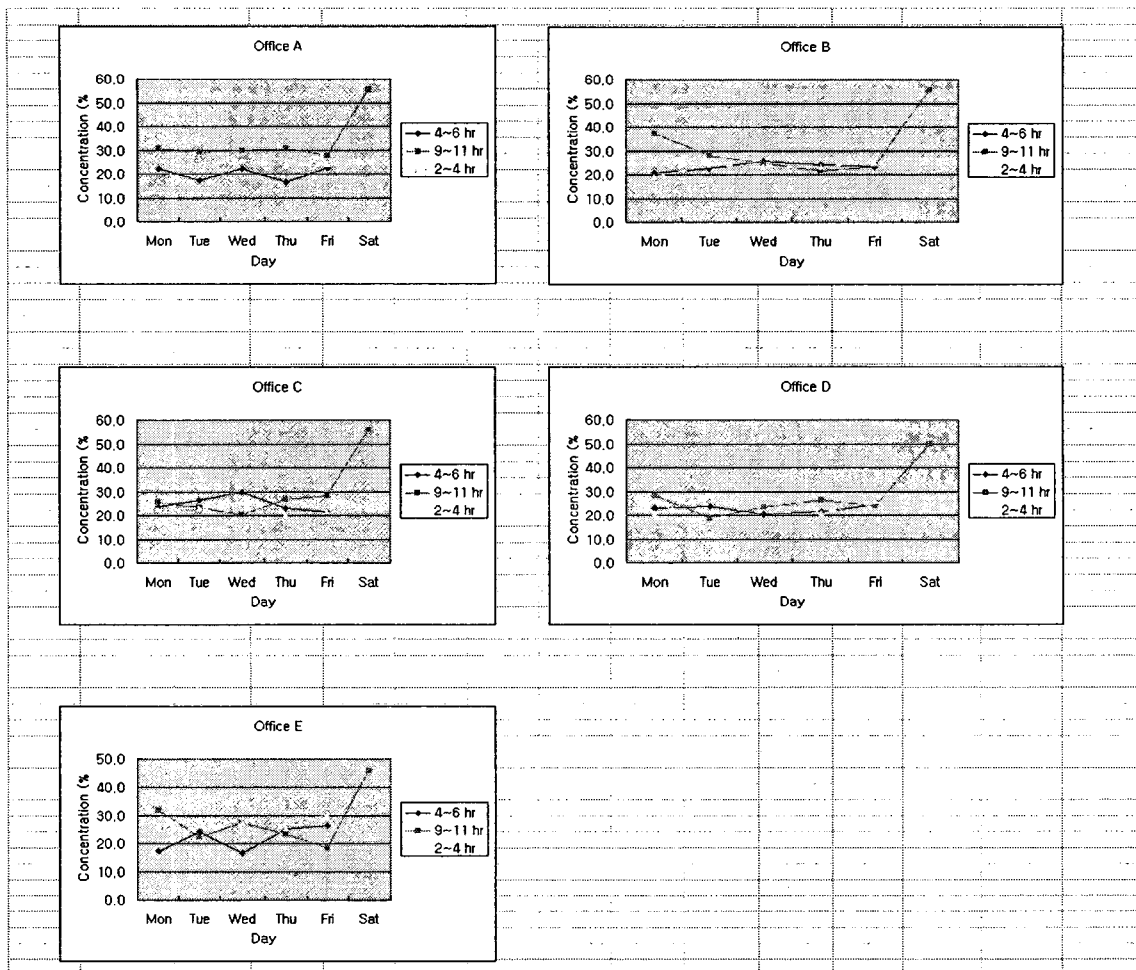 Office A
Concentration (%
60.0
50.0
40.0
30.0
20.0
10.0
0.0
Mon Tue Wed Thu Fri Sat
Day
4~6 hr
9~11 hr
2~4 hr
Office B
Concentration (%
60.0
50.0
40.0
30.0
20.0
10.0
0.0
Mon Tue Wed Thu Fri Sat
Day
4~6 hr
9~11 hr
2~4 hr
Office C
Concentration (%
60.0
50.0
40.0
30.0
20.0
10.0
0.0
Mon Tue Wed Thu Fri Sat
Day
4~6 hr
9~11 hr
2~4 hr
Office D
Concentration (%
60.0
50.0
40.0
30.0
20.0
10.0
0.0
Mon Tue Wed Thu Fri Sat
Day
4~6 hr
9~11 hr
2~4 hr
Office E
Concentration (%
50.0
40.0
30.0
20.0
10.0
0.0
Mon Tue Wed Thu Fri Sat
Day
4~6 hr
9~11 hr
2~4 hr